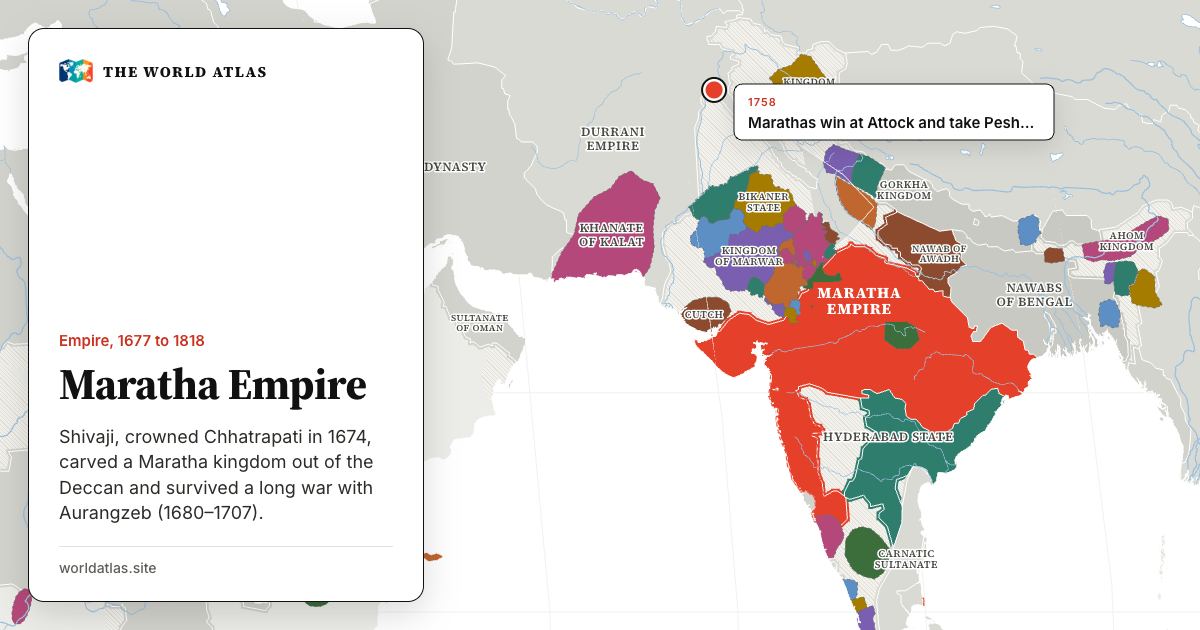 THE WORLD ATLAS
Empire, 1677 to 1818
Maratha Empire
Shivaji, crowned Chhatrapati in 1674,
carved a Maratha kingdom out of the
Deccan and survived a long war with
Aurangzeb (1680–1707).
worldatlas.site
KINGDOM
1758
Marathas win at Attock and take Pesh…
DURRANI
EMPIRE
DYNASTY
KHANATE
OF KALAT
BIKANER
STATE
KINGDOM
OF MARWAR
GORKHA
KINGDOM
NAWAB OF
AWADH
AHOM
KINGDOM
NAWABS
OF BENGAL
MARATHA
EMPIRE
CUTCH
SULTANATE
OF OMAN
HYDERABAD STATE
CARNATIC
SULTANATE